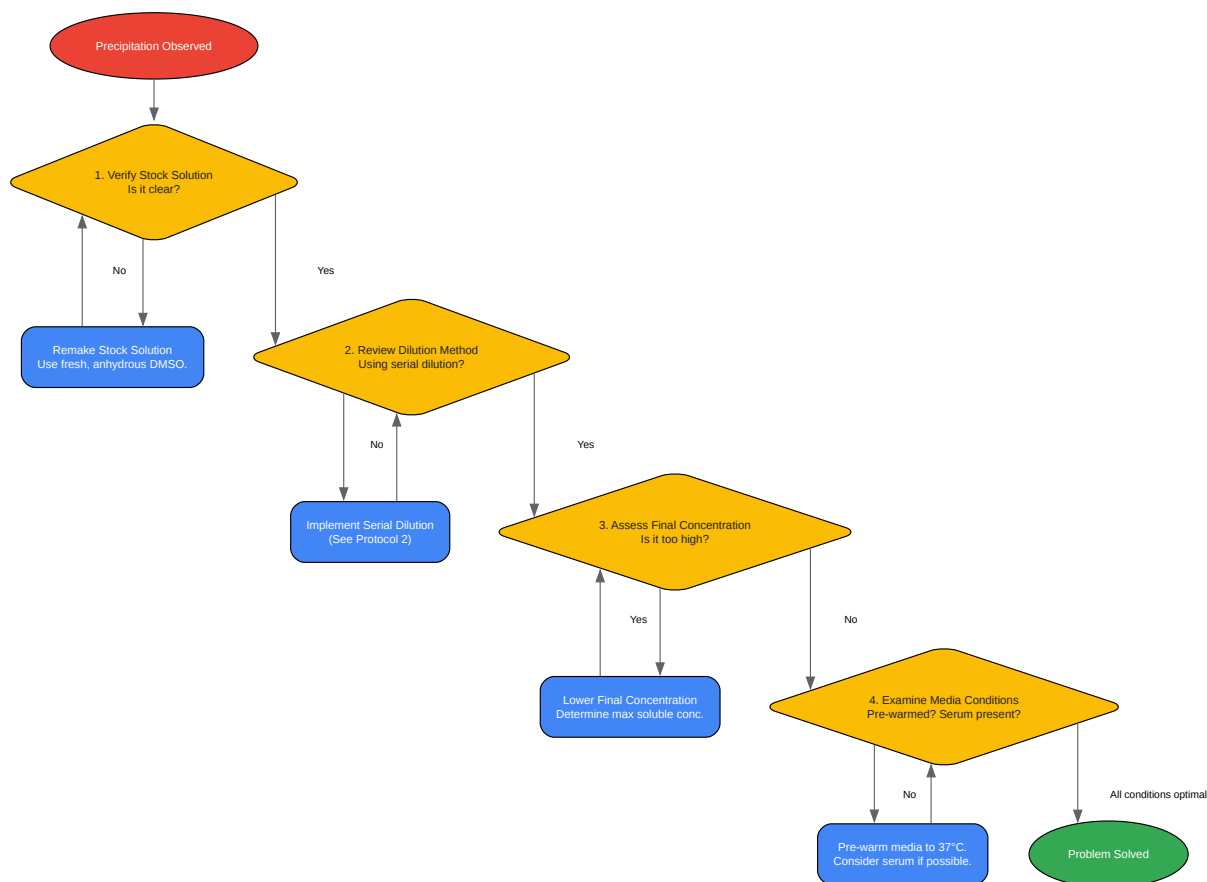 Precipitation Observed
1. Verify Stock Solution
Is it clear?
No
Yes
Remake Stock Solution
Use fresh, anhydrous DMSO.
2. Review Dilution Method
Using serial dilution?
No
Yes
Implement Serial Dilution
(See Protocol 2)
3. Assess Final Concentration
Is it too high?
Yes
No
Lower Final Concentration
Determine max soluble conc.
4. Examine Media Conditions
Pre-warmed? Serum present?
No
All conditions optimal
Pre-warm media to 37°C.
Consider serum if possible.
Problem Solved